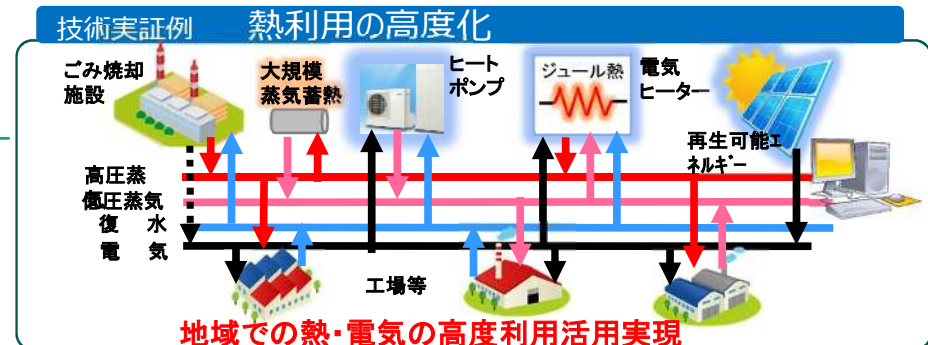 技術実証例 熱利用の高度化
ごみ焼却
施設
大規模
蒸気蓄熱
ヒート
ポンプ
ジュール熱
電気
ヒーター
再生可能エ
ネルギー
高圧蒸
低圧蒸気
復 水
電 気
工場等
地域での熱・電気の高度利用活用実現